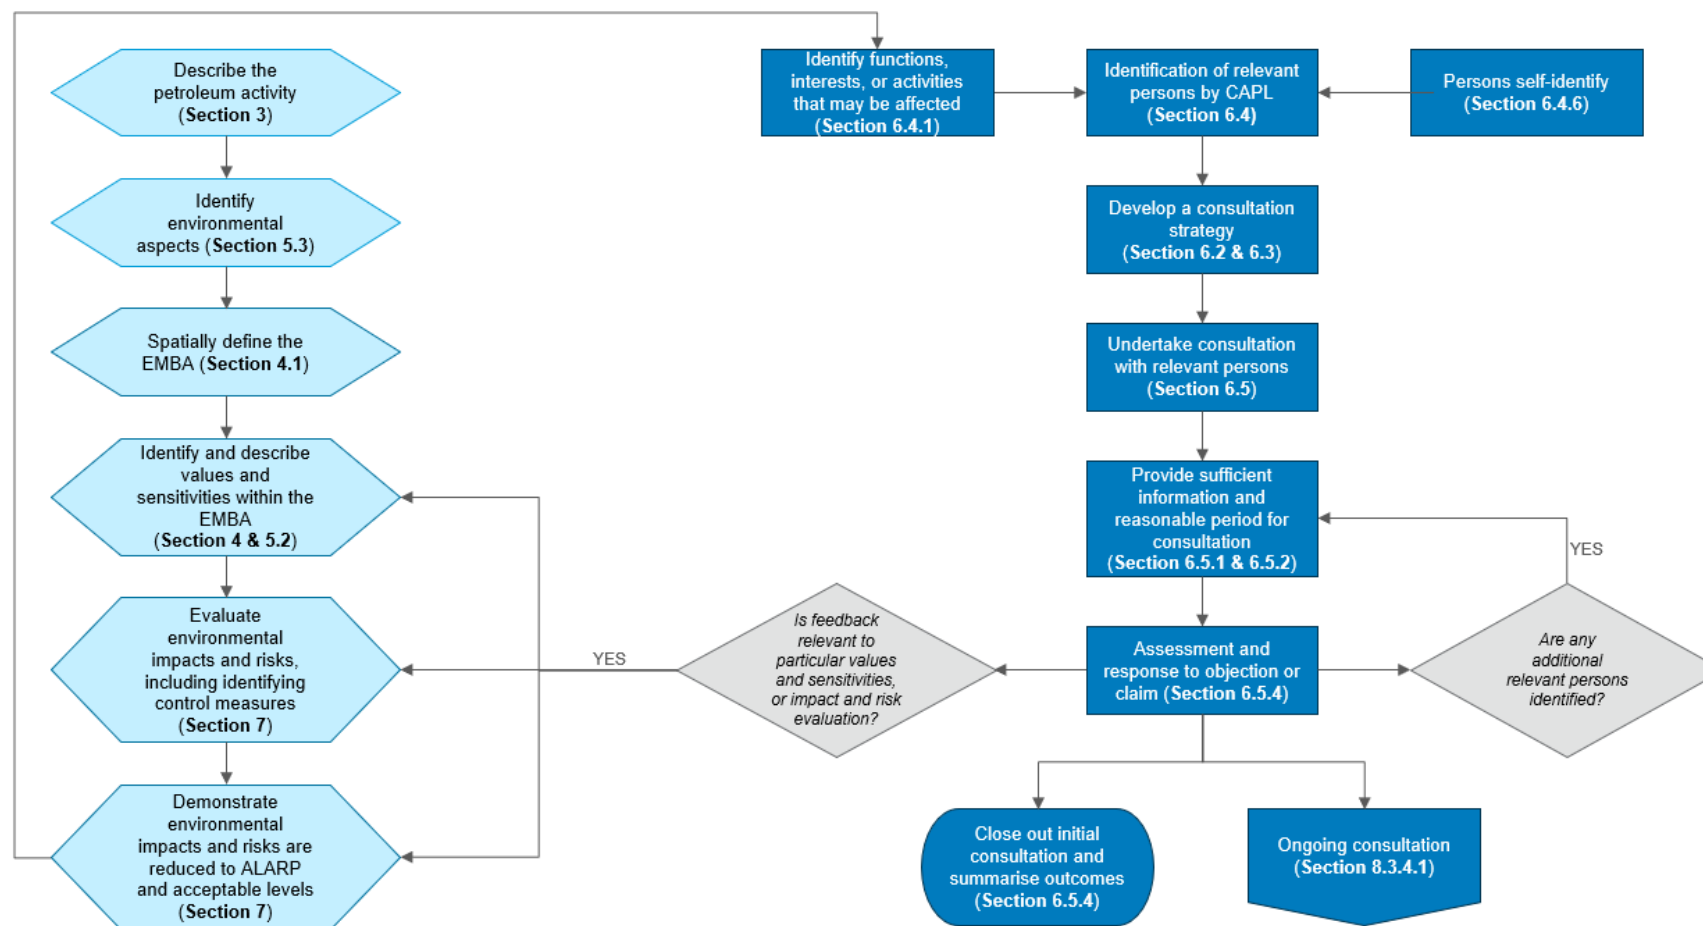 Describe the
petroleum activity
(Section 3)
Identify
environmental
aspects (Section 5.3)
Spatially define the
EMBA (Section 4.1)
Identify and describe
values and
sensitivities within the
EMBA
(Section 4 & 5.2)
Evaluate
environmental
impacts and risks,
including identifying
control measures
(Section 7)
Demonstrate
environmental
impacts and risks are
reduced to ALARP
and acceptable levels
(Section 7)
Identify functions,
interests, or activities
that may be affected
(Section 6.4.1)
Identification of relevant
persons by CAPL
(Section 6.4)
Persons self-identify
(Section 6.4.6)
Develop a consultation
strategy
(Section 6.2 & 6.3)
Undertake consultation
with relevant persons
(Section 6.5)
Provide sufficient
information and
reasonable period for
consultation
(Section 6.5.1 & 6.5.2)
Assessment and
response to objection or
claim (Section 6.5.4)
Is feedback
relevant to
particular values
and sensitivities,
or impact and risk
evaluation?
YES
Are any
additional
relevant persons
identified?
YES
Close out initial
consultation and
summarise outcomes
(Section 6.5.4)
Ongoing consultation
(Section 8.3.4.1)